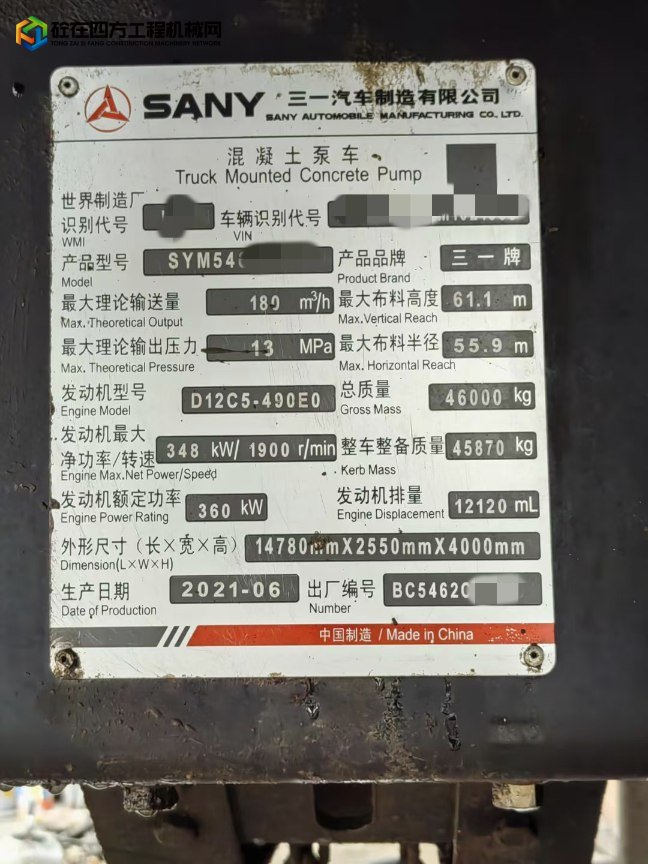 砼在四方工程机械网
TONG ZAI SI FANG CONSTRUCTION MACHINERY NETWORK
SANY 三一汽车制造有限公司
SANY AUTOMOBILE MANUFACTURING CO., LTD.
混凝土泵车
Truck Mounted Concrete Pump
世界制造厂
识别代号 车辆识别代号
WMI VIN
产品型号 SYM54 产品品牌 三一牌
Model Product Brand
最大理论输送量 180 m³/h 最大布料高度 61.1 m
Max. Theoretical Output Max. Vertical Reach
最大理论输出压力 13 MPa 最大布料半径 55.9 m
Max. Theoretical Pressure Max. Horizontal Reach
发动机型号 D12C5-490E0 总质量 46000 kg
Engine Model Gross Mass
发动机最大
净功率/转速 348 kW/ 1900 r/min 整车整备质量 45870 kg
Engine Max.Net Power/Speed Kerb Mass
发动机额定功率 360 kW 发动机排量 12120 mL
Engine Power Rating Engine Displacement
外形尺寸（长×宽×高） 14780mmX2550mmX4000mm
Dimension(L×W×H)
生产日期 2021-06 出厂编号 BC54620
Date of Production Number
中国制造 / Made in China